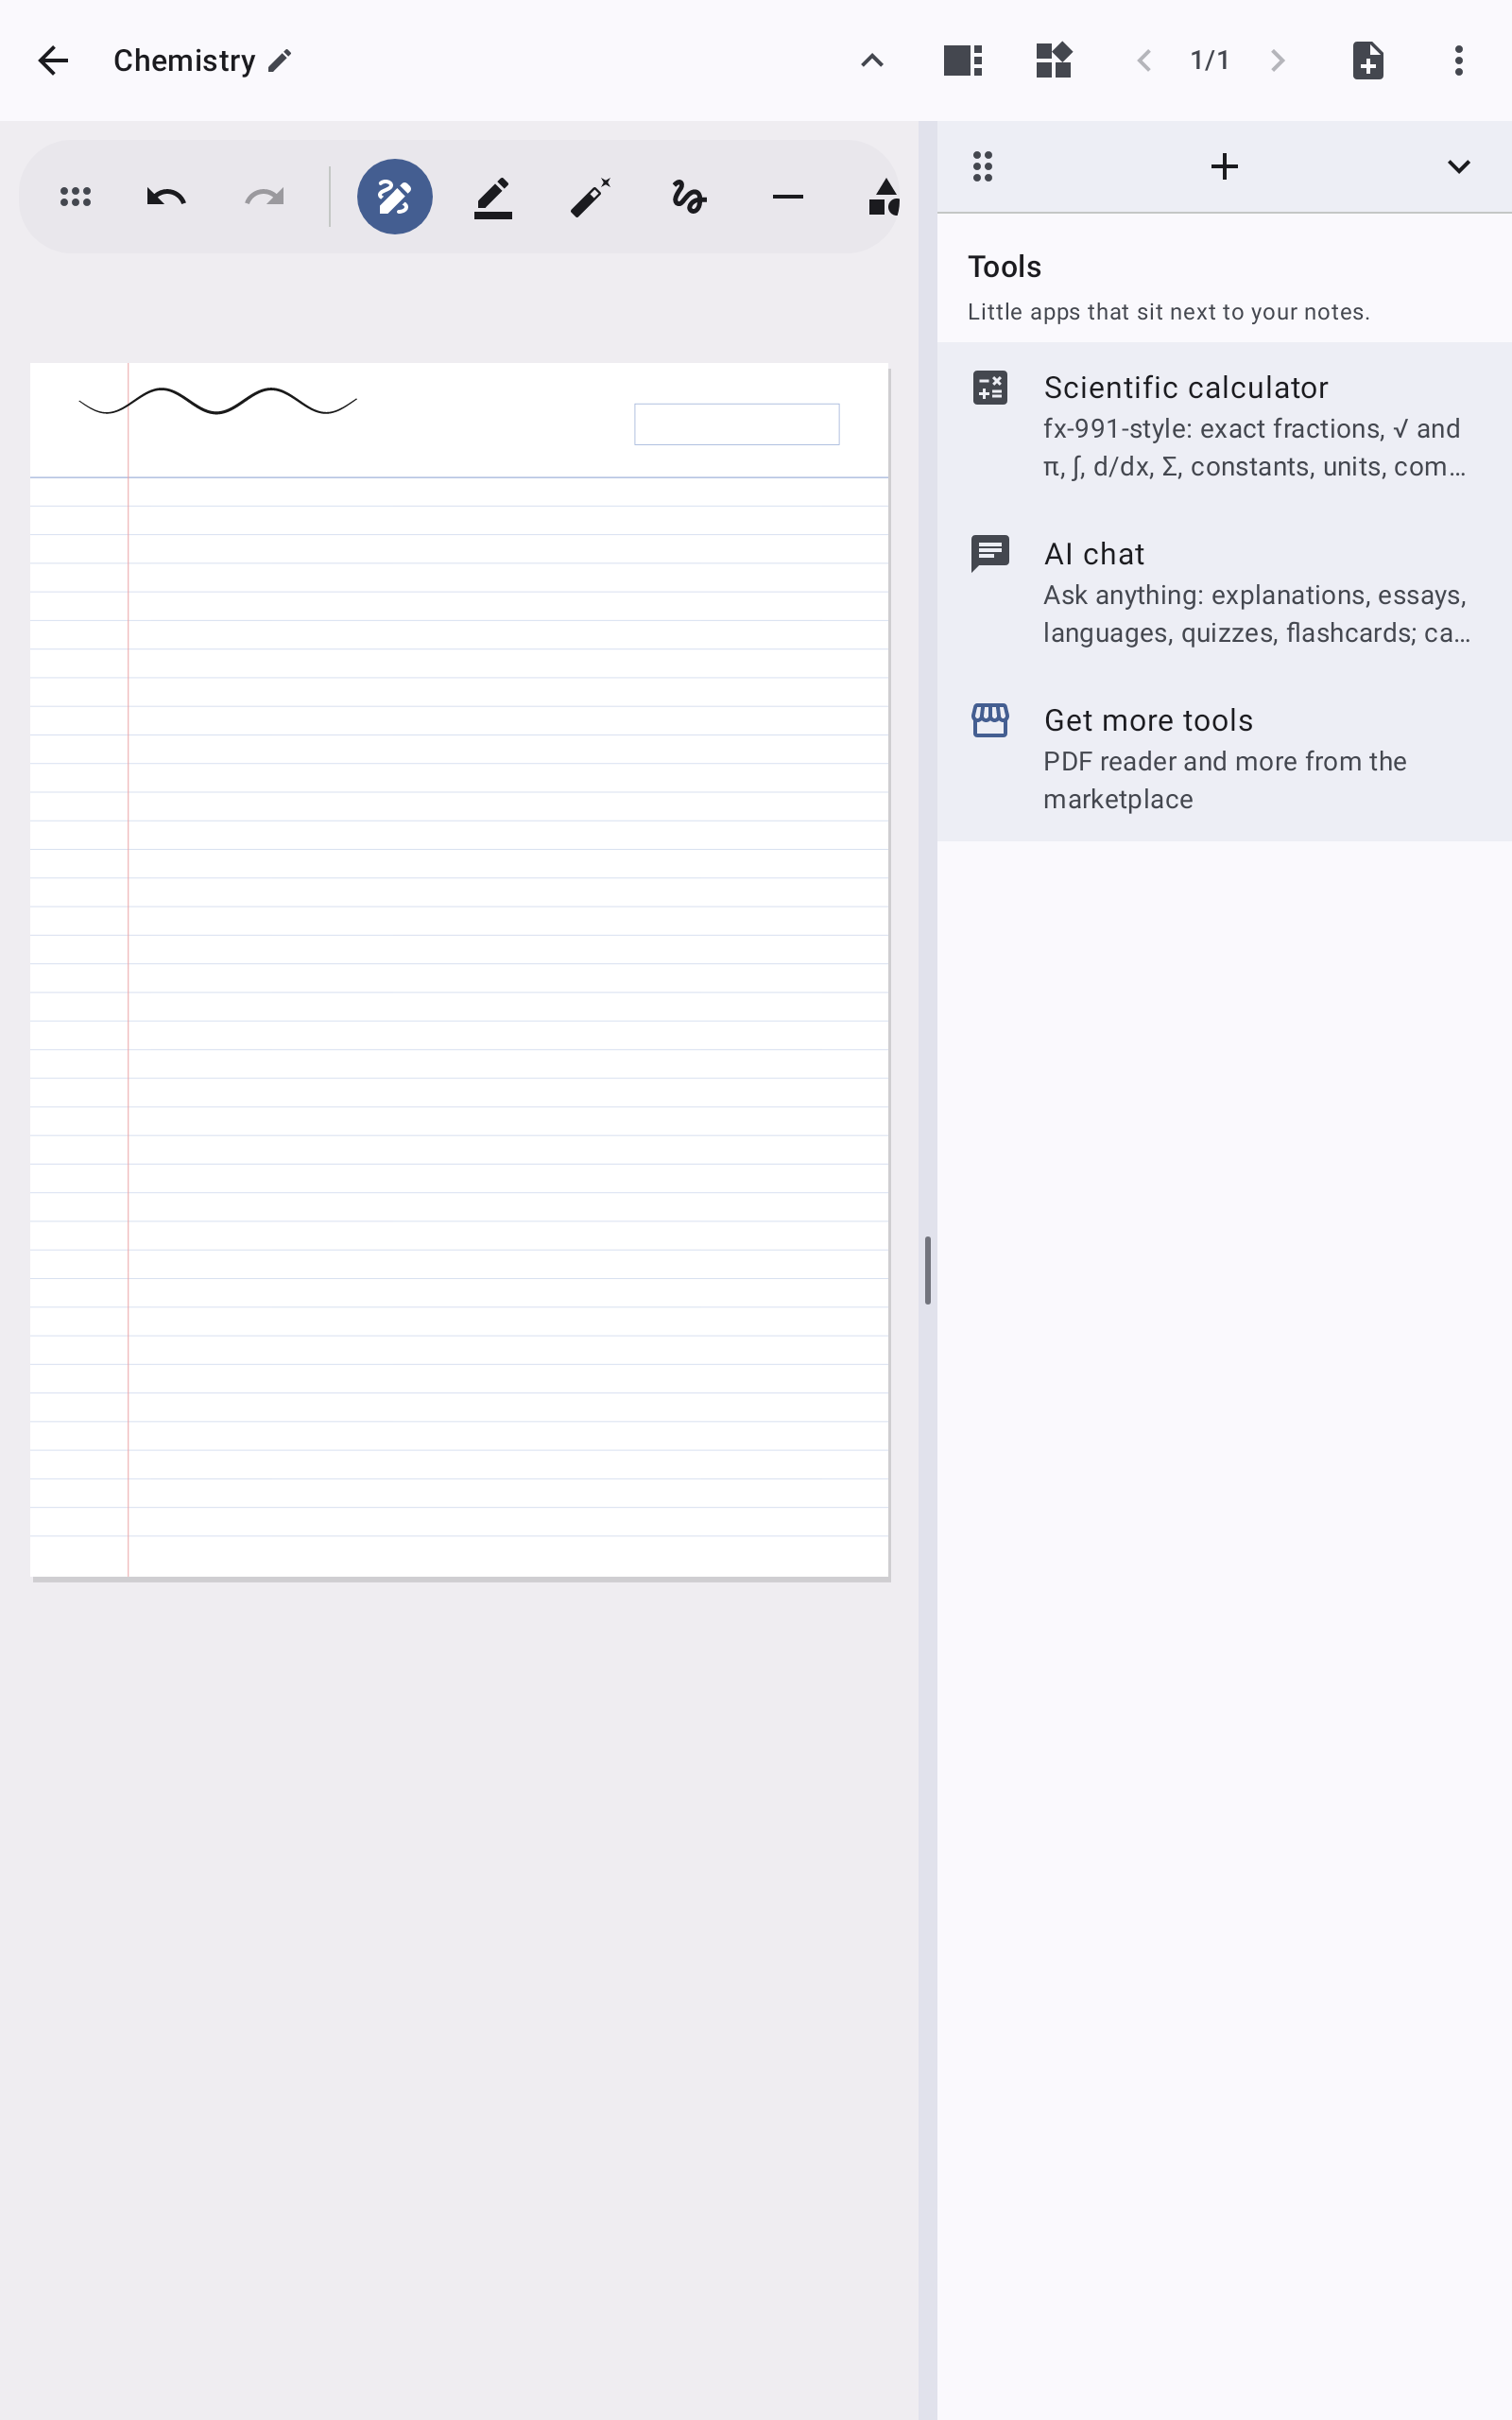 Chemistry
1/1
Tools
Little apps that sit next to your notes.
Scientific calculator
fx-991-style: exact fractions, √ and
π, ∫, d/dx, Σ, constants, units, com…
AI chat
Ask anything: explanations, essays,
languages, quizzes, flashcards; ca…
Get more tools
PDF reader and more from the
marketplace